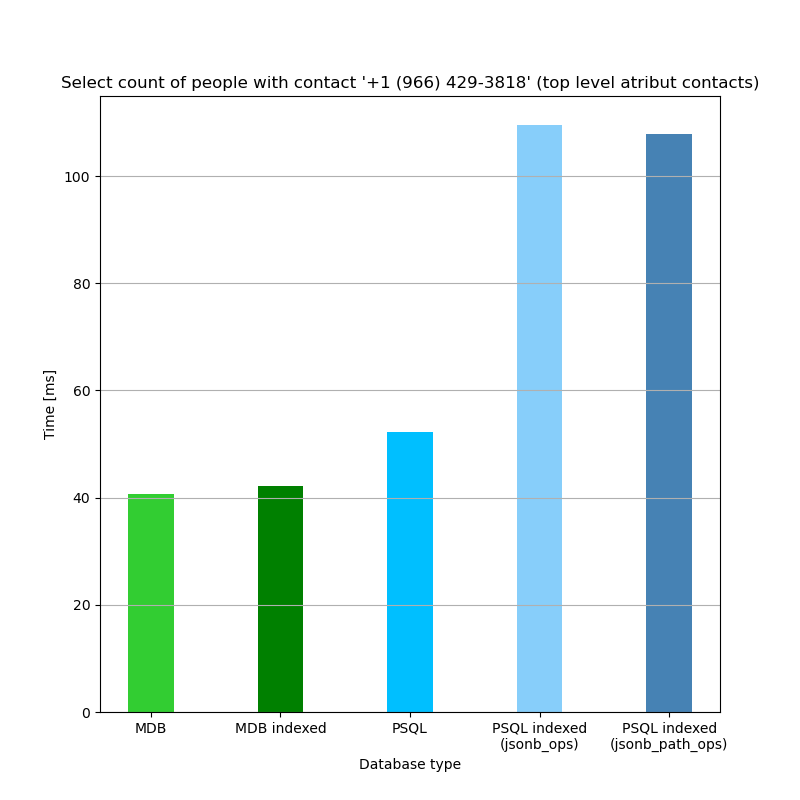 Select count of people with contact '+1 (966) 429-3818' (top level atribut contacts)
100
80
60
40
20
0
Time [ms]
MDB
MDB indexed
PSQL
PSQL indexed
(jsonb_ops)
PSQL indexed
(jsonb_path_ops)
Database type